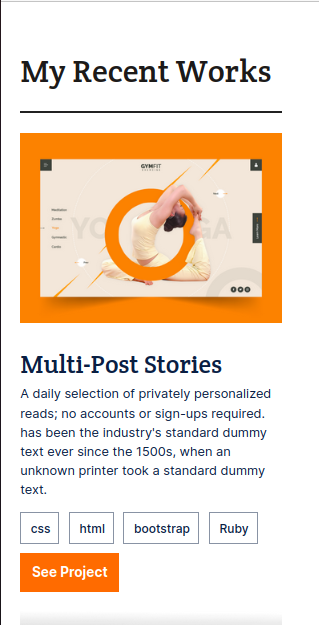 My Recent Works
GYMFIT
YO GA
Multi-Post Stories
A daily selection of privately personalized
reads; no accounts or sign-ups required.
has been the industry's standard dummy
text ever since the 1500s, when an
unknown printer took a standard dummy
text.
css html bootstrap Ruby
See Project